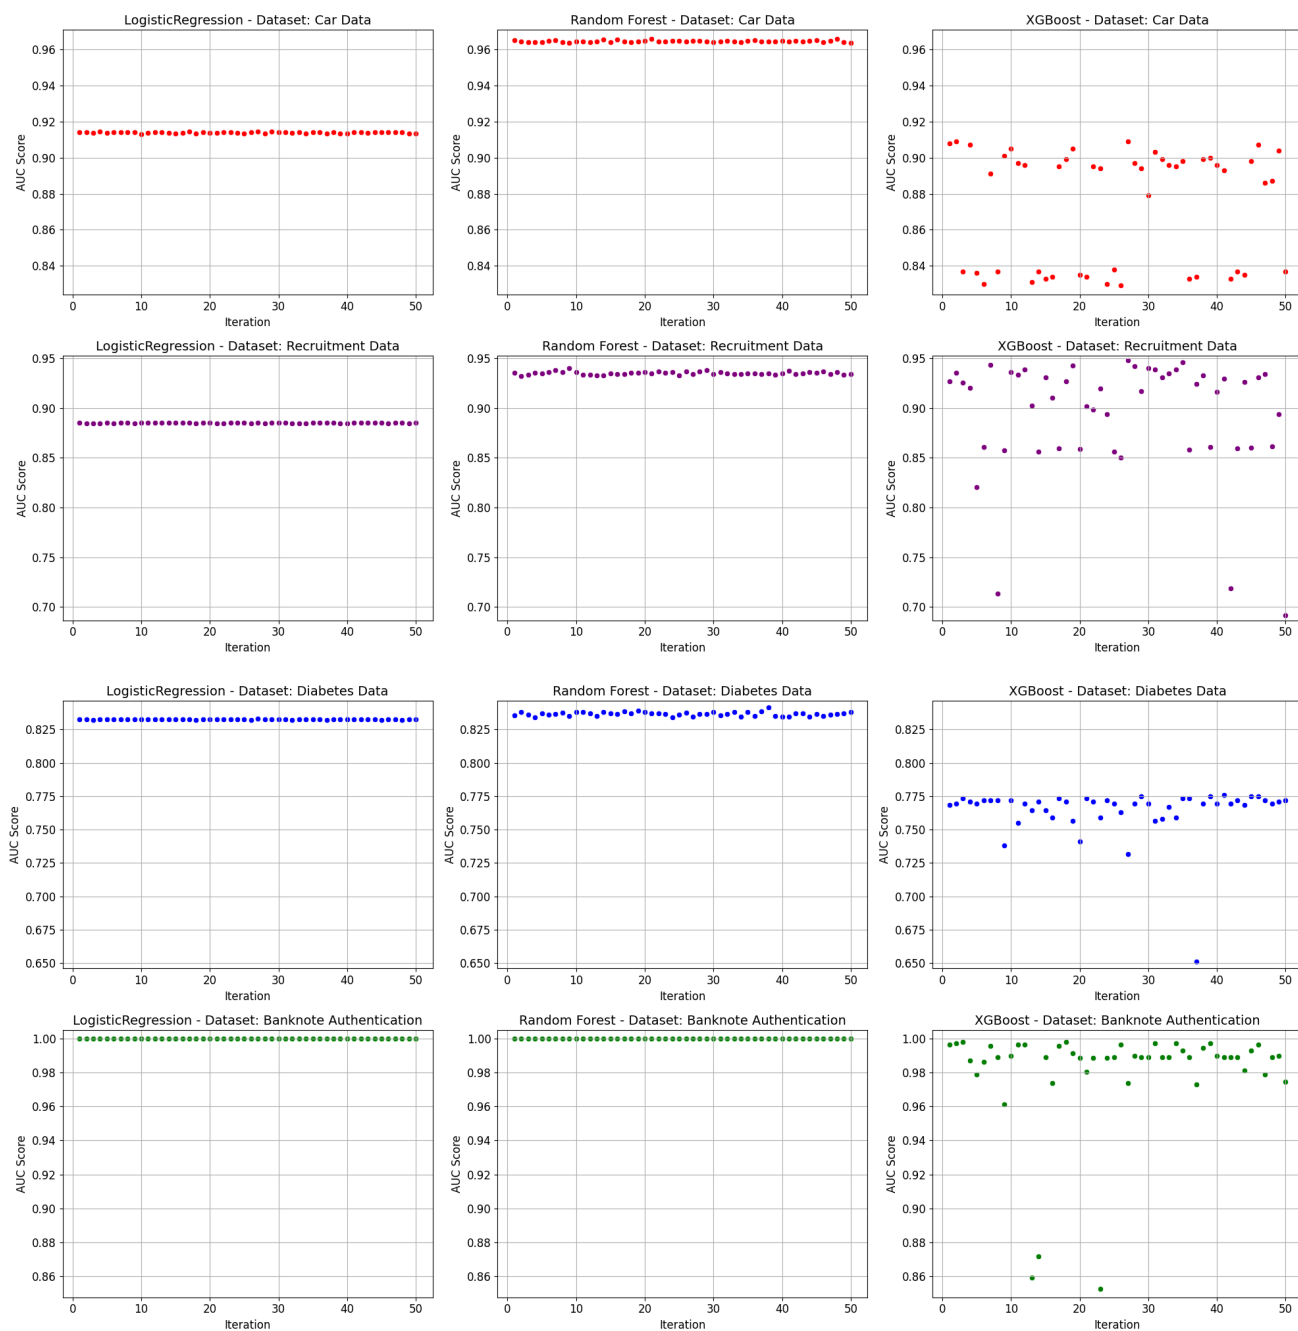 LogisticRegression - Dataset: Car Data
Random Forest - Dataset: Car Data
XGBoost - Dataset: Car Data
AUC Score
0.96
0.94
0.92
0.90
0.88
0.86
0.84
0 10 20 30 40 50
Iteration
AUC Score
0.96
0.94
0.92
0.90
0.88
0.86
0.84
0 10 20 30 40 50
Iteration
AUC Score
0.96
0.94
0.92
0.90
0.88
0.86
0.84
0 10 20 30 40 50
Iteration
LogisticRegression - Dataset: Recruitment Data
Random Forest - Dataset: Recruitment Data
XGBoost - Dataset: Recruitment Data
AUC Score
0.95
0.90
0.85
0.80
0.75
0.70
0 10 20 30 40 50
Iteration
AUC Score
0.95
0.90
0.85
0.80
0.75
0.70
0 10 20 30 40 50
Iteration
AUC Score
0.95
0.90
0.85
0.80
0.75
0.70
0 10 20 30 40 50
Iteration
LogisticRegression - Dataset: Diabetes Data
Random Forest - Dataset: Diabetes Data
XGBoost - Dataset: Diabetes Data
AUC Score
0.825
0.800
0.775
0.750
0.725
0.700
0.675
0.650
0 10 20 30 40 50
Iteration
AUC Score
0.825
0.800
0.775
0.750
0.725
0.700
0.675
0.650
0 10 20 30 40 50
Iteration
AUC Score
0.825
0.800
0.775
0.750
0.725
0.700
0.675
0.650
0 10 20 30 40 50
Iteration
LogisticRegression - Dataset: Banknote Authentication
Random Forest - Dataset: Banknote Authentication
XGBoost - Dataset: Banknote Authentication
AUC Score
1.00
0.98
0.96
0.94
0.92
0.90
0.88
0.86
0 10 20 30 40 50
Iteration
AUC Score
1.00
0.98
0.96
0.94
0.92
0.90
0.88
0.86
0 10 20 30 40 50
Iteration
AUC Score
1.00
0.98
0.96
0.94
0.92
0.90
0.88
0.86
0 10 20 30 40 50
Iteration